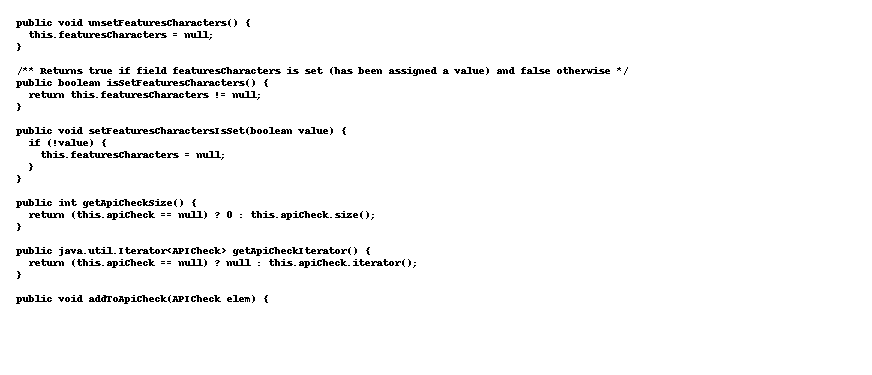 public void unsetFeaturesCharacters() {
  this.featuresCharacters = null;
}

/** Returns true if field featuresCharacters is set (has been assigned a value) and false otherwise */
public boolean isSetFeaturesCharacters() {
  return this.featuresCharacters != null;
}

public void setFeaturesCharactersIsSet(boolean value) {
  if (!value) {
    this.featuresCharacters = null;
  }
}

public int getApiCheckSize() {
  return (this.apiCheck == null) ? 0 : this.apiCheck.size();
}

public java.util.Iterator<APICheck> getApiCheckIterator() {
  return (this.apiCheck == null) ? null : this.apiCheck.iterator();
}

public void addToApiCheck(APICheck elem) {